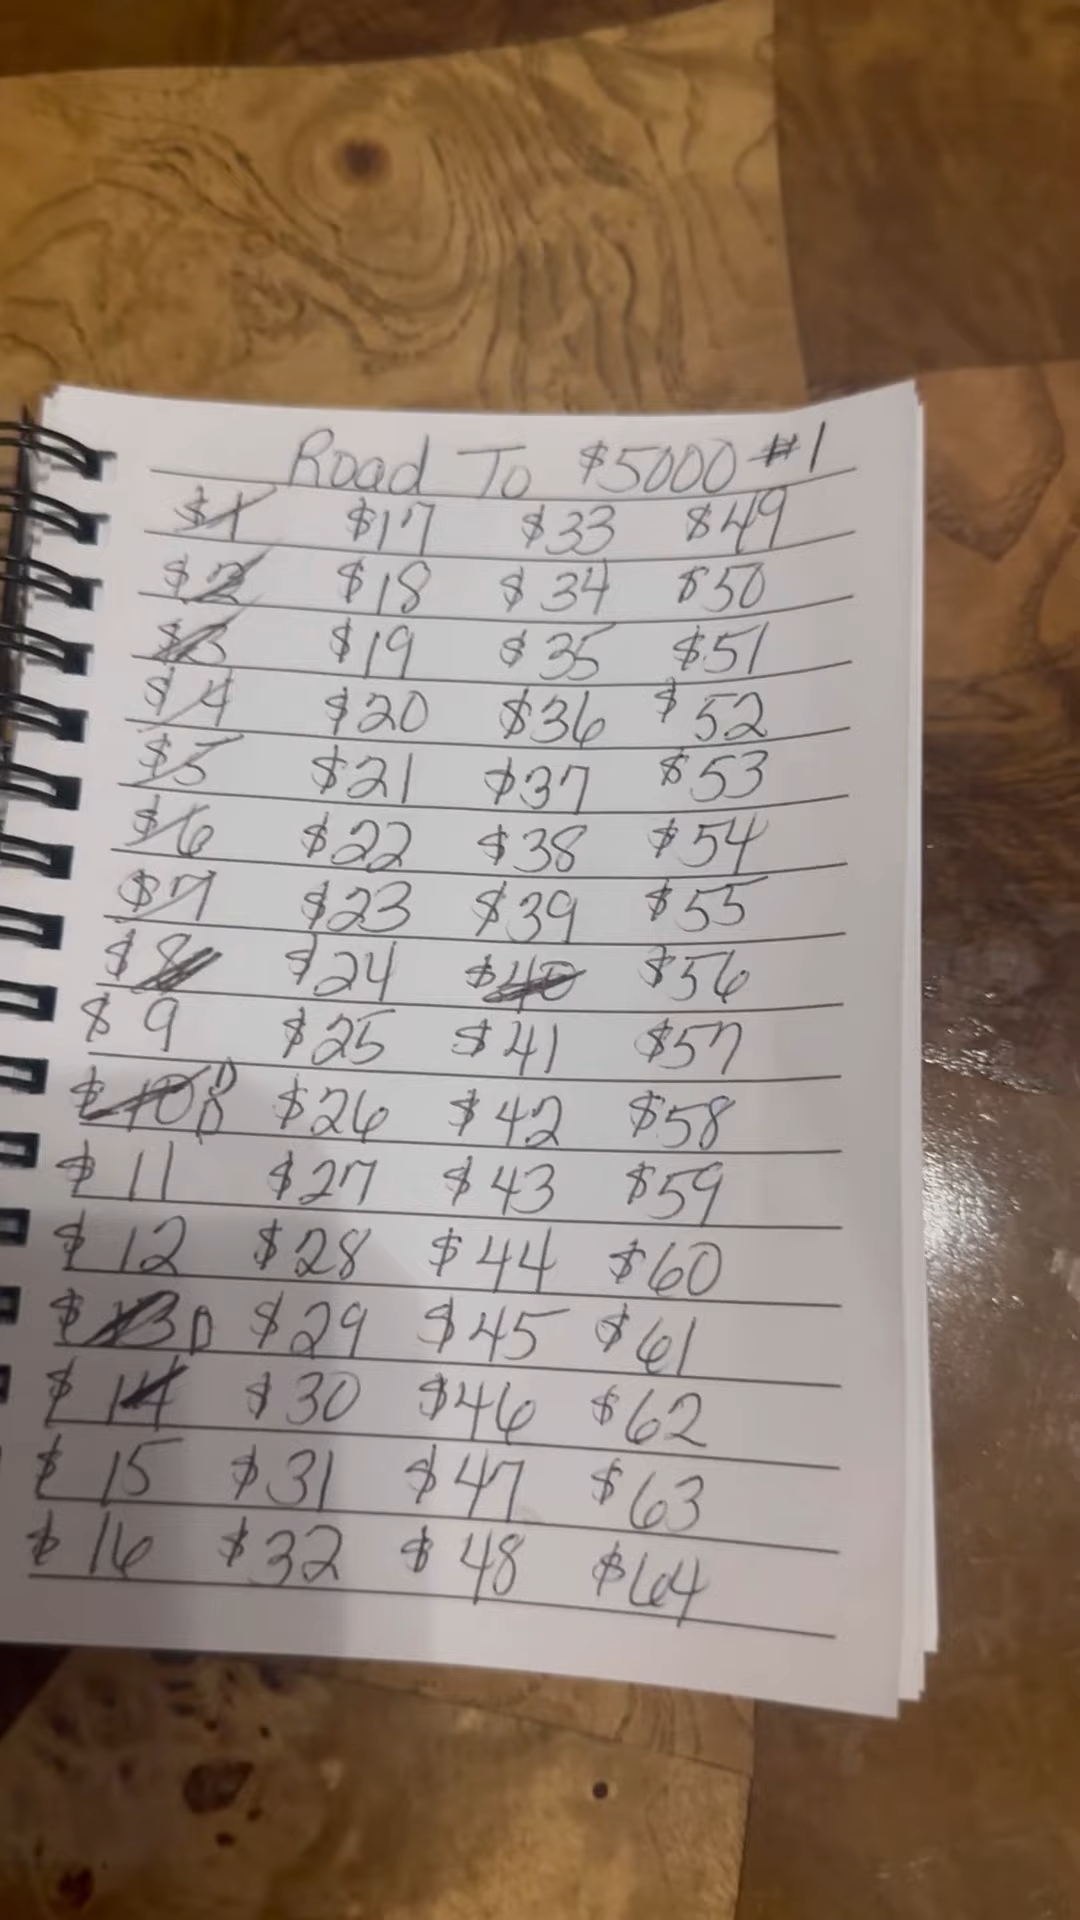 Road To $5000 #1
$1 $17 $33 $49
$2 $18 $34 $50
$3 $19 $35 $51
$4 $20 $36 $52
$5 $21 $37 $53
$6 $22 $38 $54
$7 $23 $39 $55
$8 $24 $40 $56
$9 $25 $41 $57
$10 D D $26 $42 $58
$11 $27 $43 $59
$12 $28 $44 $60
$13 D $29 $45 $61
$14 $30 $46 $62
$15 $31 $47 $63
$16 $32 $48 $64